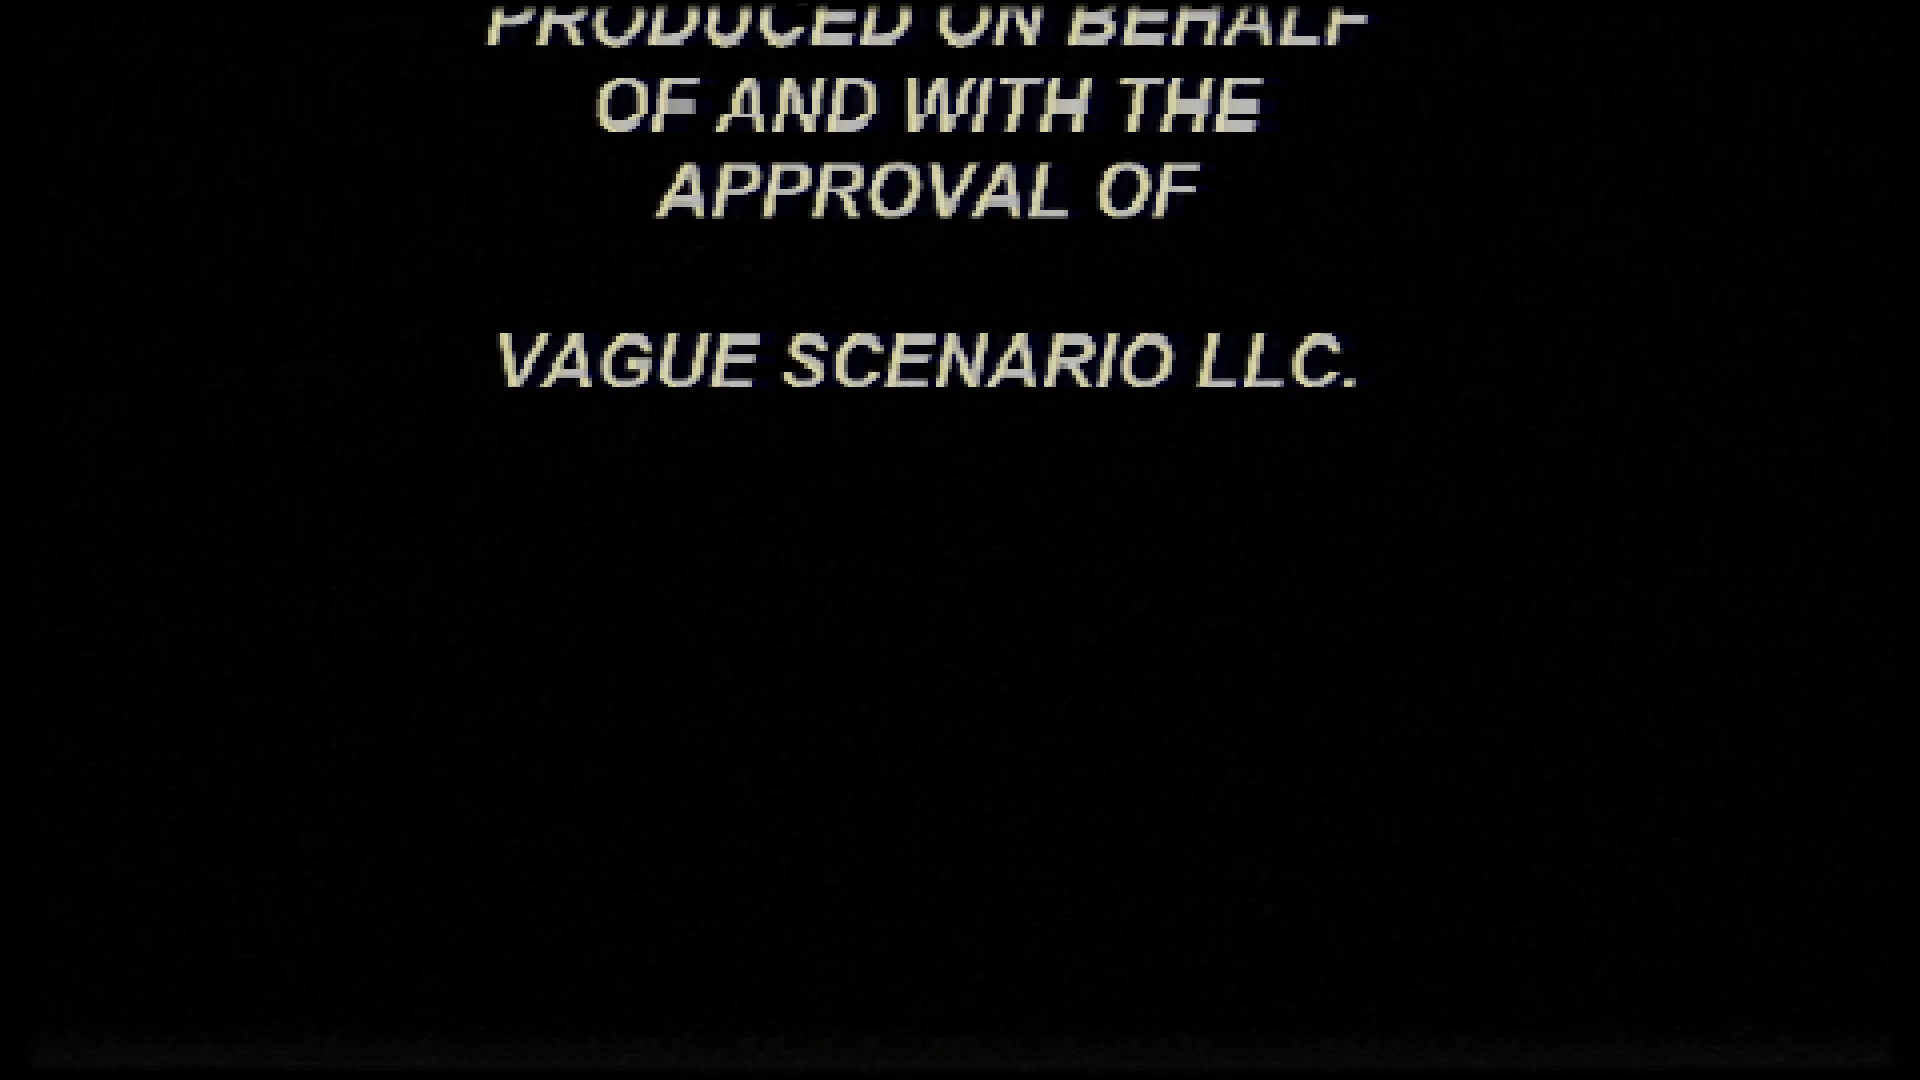 PRODUCED ON BEHALF
OF AND WITH THE
APPROVAL OF
VAGUE SCENARIO LLC.